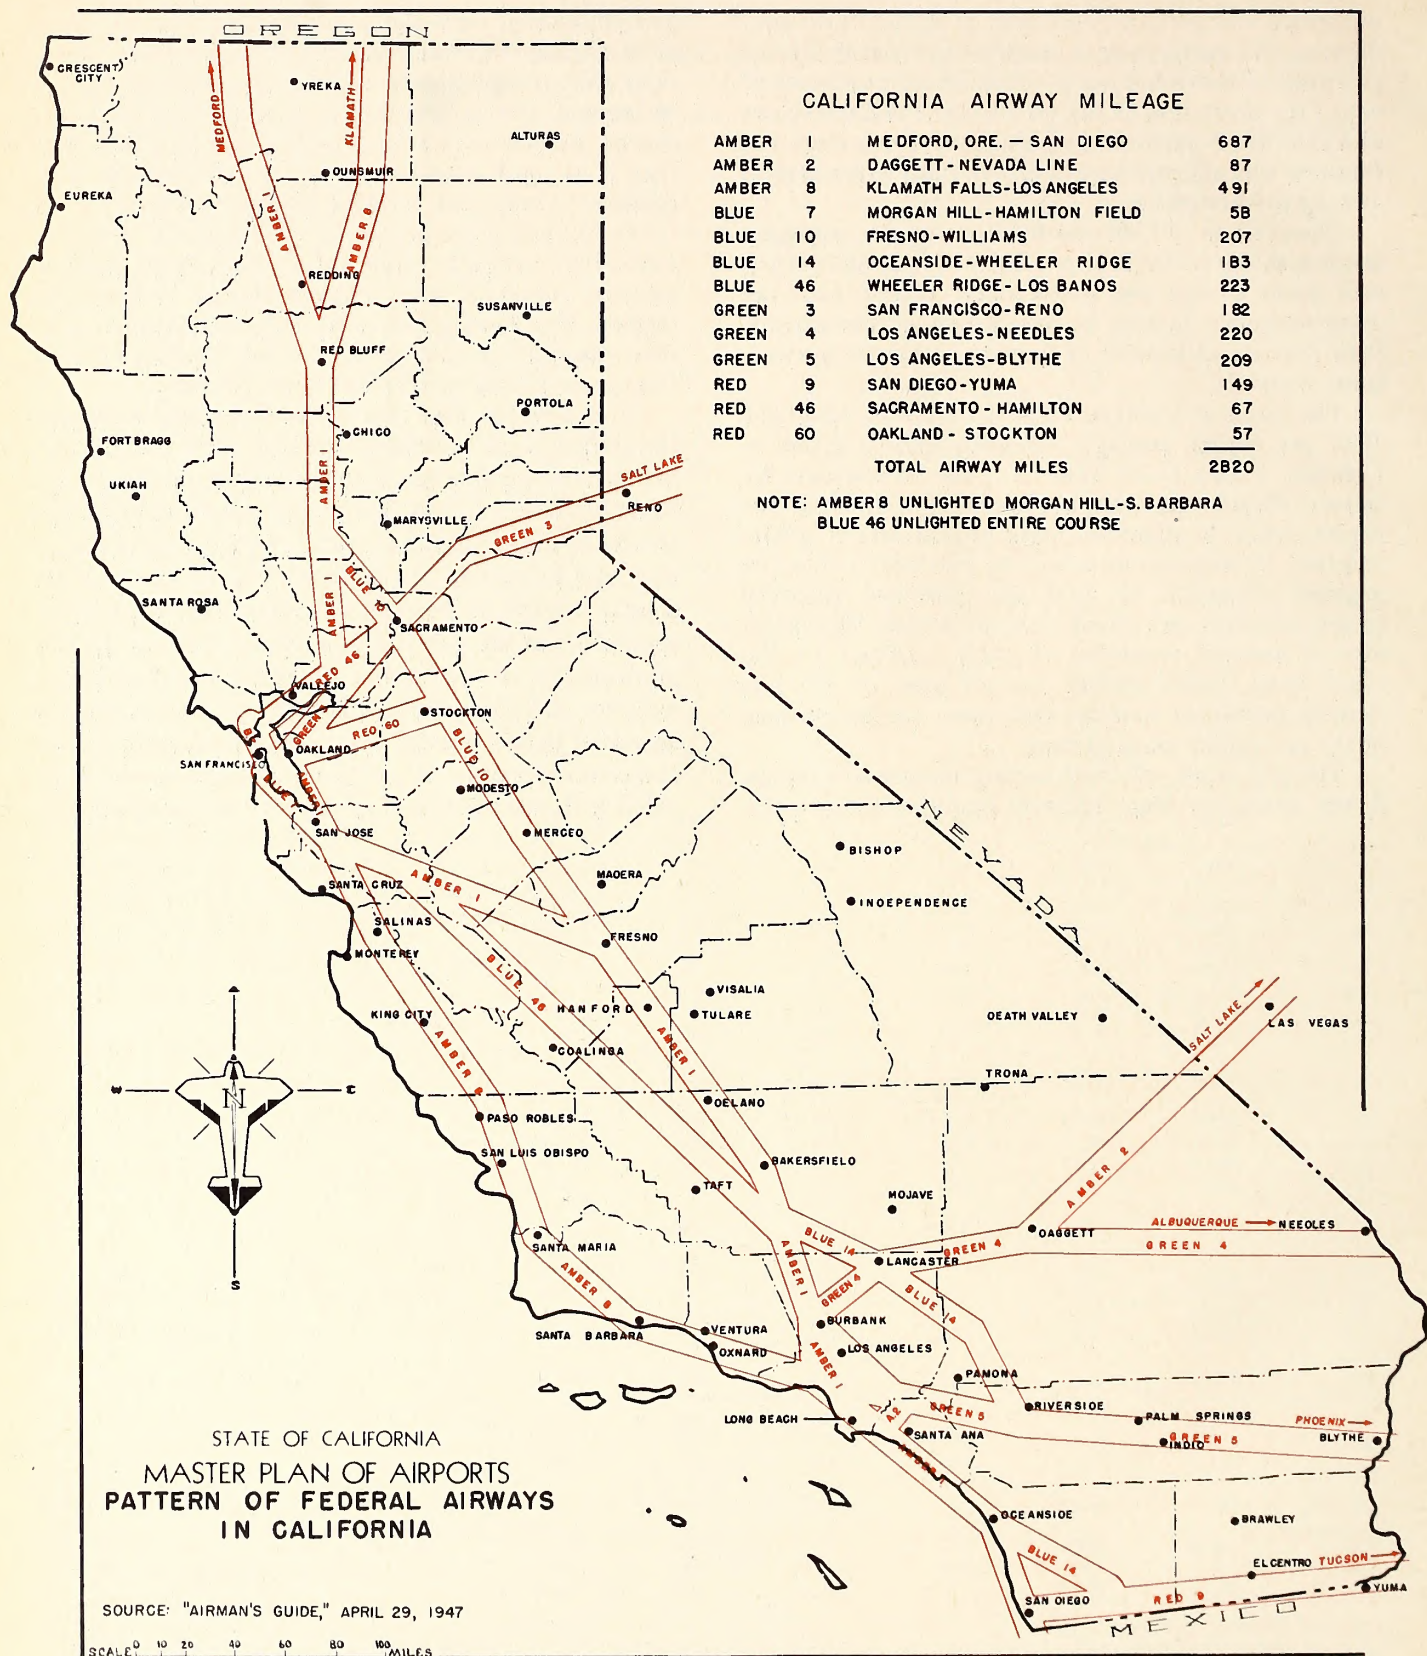 OREGON
CRESCENT CITY
YREKA
MEDFORD
KLAMATH
ALTURAS
DUNSMUIR
EUREKA
AMBER 1
AMBER 8
REDDING
SUSANVILLE
RED BLUFF
PORTOLA
CHICO
FORT BRAGG
UKIAH
AMBER 1
MARYSVILLE
SALT LAKE
RENO
GREEN 3
CALIFORNIA AIRWAY MILEAGE
AMBER 1 MEDFORD, ORE. — SAN DIEGO 687
AMBER 2 DAGGETT-NEVADA LINE 87
AMBER 8 KLAMATH FALLS-LOS ANGELES 491
BLUE 7 MORGAN HILL-HAMILTON FIELD 58
BLUE 10 FRESNO-WILLIAMS 207
BLUE 14 OCEANSIDE-WHEELER RIDGE 183
BLUE 46 WHEELER RIDGE-LOS BANOS 223
GREEN 3 SAN FRANCISCO-RENO 182
GREEN 4 LOS ANGELES-NEEDLES 220
GREEN 5 LOS ANGELES-BLYTHE 209
RED 9 SAN DIEGO-YUMA 149
RED 46 SACRAMENTO-HAMILTON 67
RED 60 OAKLAND-STOCKTON 57
TOTAL AIRWAY MILES 2820
NOTE: AMBER 8 UNLIGHTED MORGAN HILL-S. BARBARA
BLUE 46 UNLIGHTED ENTIRE COURSE
BLUE 10
AMBER 1
SANTA ROSA
SACRAMENTO
RED 46
VALLEJO
GREEN 3
STOCKTON
RED 60
OAKLAND
SAN FRANCISCO
BLUE 10
BLUE 7
AMBER 1
MODESTO
SAN JOSE
MERCED
BISHOP
NEVADA
AMBER 1
SANTA CRUZ
MADERA
INDEPENDENCE
SALINAS
MONTEREY
FRESNO
BLUE 46
VISALIA
HANFORD
TULARE
KING CITY
DEATH VALLEY
SALT LAKE
LAS VEGAS
COALINGA
AMBER 1
AMBER 8
TRONA
W
N
E
S
DELANO
PASO ROBLES
SAN LUIS OBISPO
BAKERSFIELD
TAFT
MOJAVE
AMBER 2
SANTA MARIA
BLUE 14
AMBER 1
LANCASTER
GREEN 4
DAGGETT
ALBUQUERQUE
NEEDLES
GREEN 4
AMBER 8
GREEN 4
BLUE 14
SANTA BARBARA
VENTURA
OXNARD
BURBANK
LOS ANGELES
AMBER 1
PAMONA
LONG BEACH
A.2
GREEN 5
RIVERSIDE
PALM SPRINGS
PHOENIX
SANTA ANA
INDIO
GREEN 5
BLYTHE
AMBER 1
OCEANSIDE
BRAWLEY
BLUE 14
EL CENTRO
TUCSON
SAN DIEGO
RED 9
YUMA
MEXICO
STATE OF CALIFORNIA
MASTER PLAN OF AIRPORTS
PATTERN OF FEDERAL AIRWAYS
IN CALIFORNIA
SOURCE: "AIRMAN'S GUIDE," APRIL 29, 1947
SCALE 0 10 20 40 60 80 100 MILES